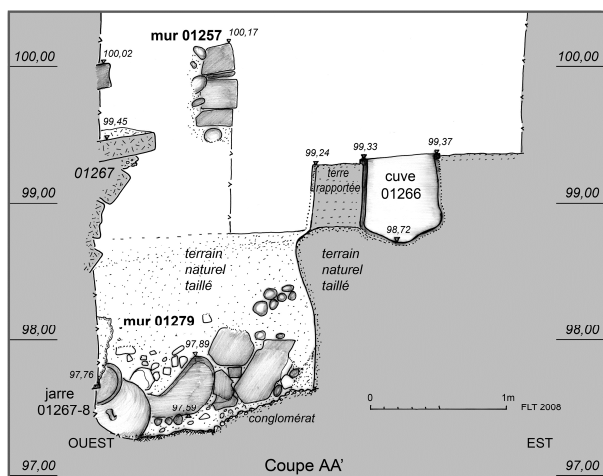 100,00
100,02
mur 01257
100,17
100,00
99,45
01267
99,24
99,33
99,37
terre
rapportée
cuve
01266
99,00
99,00
98,72
terrain
naturel
taillé
terrain
naturel
taillé
98,00
mur 01279
98,00
97,89
97,76
jarre
01267-8
97,59
conglomérat
0
1m
FLT 2008
OUEST
EST
97,00
Coupe AA'
97,00